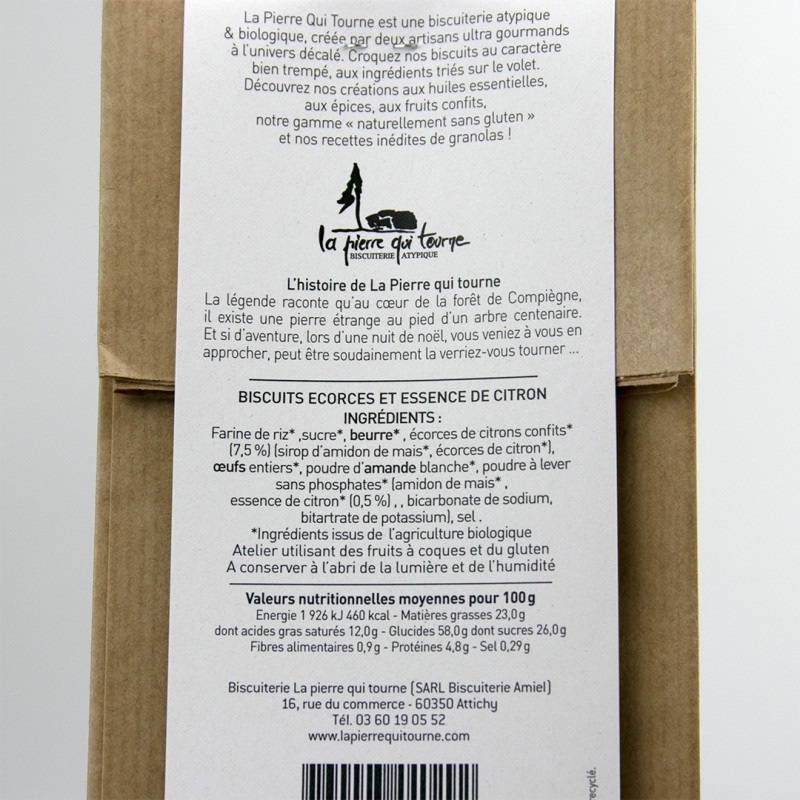 La Pierre Qui Tourne est une biscuiterie atypique
& biologique, créée par deux artisans ultra gourmands
à l'univers décalé. Croquez nos biscuits au caractère
bien trempé, aux ingrédients triés sur le volet.
Découvrez nos créations aux huiles essentielles,
aux épices, aux fruits confits,
notre gamme « naturellement sans gluten »
et nos recettes inédites de granolas !
la pierre qui tourne
BISCUITERIE ATYPIQUE
L'histoire de La Pierre qui tourne
La légende raconte qu'au cœur de la forêt de Compiègne,
il existe une pierre étrange au pied d'un arbre centenaire.
Et si d'aventure, lors d'une nuit de noël, vous veniez à vous en
approcher, peut être soudainement la verriez-vous tourner ...
BISCUITS ECORCES ET ESSENCE DE CITRON
INGRÉDIENTS :
Farine de riz* ,sucre*, beurre* , écorces de citrons confits*
(7,5 %) (sirop d'amidon de mais*, écorces de citron*),
œufs entiers*, poudre d'amande blanche*, poudre à lever
sans phosphates* (amidon de mais* ,
essence de citron* (0,5 %) , , bicarbonate de sodium,
bitartrate de potassium), sel .
*Ingrédients issus de l'agriculture biologique
Atelier utilisant des fruits à coques et du gluten
A conserver à l'abri de la lumière et de l'humidité
Valeurs nutritionnelles moyennes pour 100g
Energie 1 926 kJ 460 kcal - Matières grasses 23,0g
dont acides gras saturés 12,0g - Glucides 58,0g dont sucres 26,0g
Fibres alimentaires 0,9g - Protéines 4,8g - Sel 0,29g
Biscuiterie La pierre qui tourne (SARL Biscuiterie Amiel)
16, rue du commerce - 60350 Attichy
Tél. 03 60 19 05 52
www.lapierrequitourne.com
recyclé.